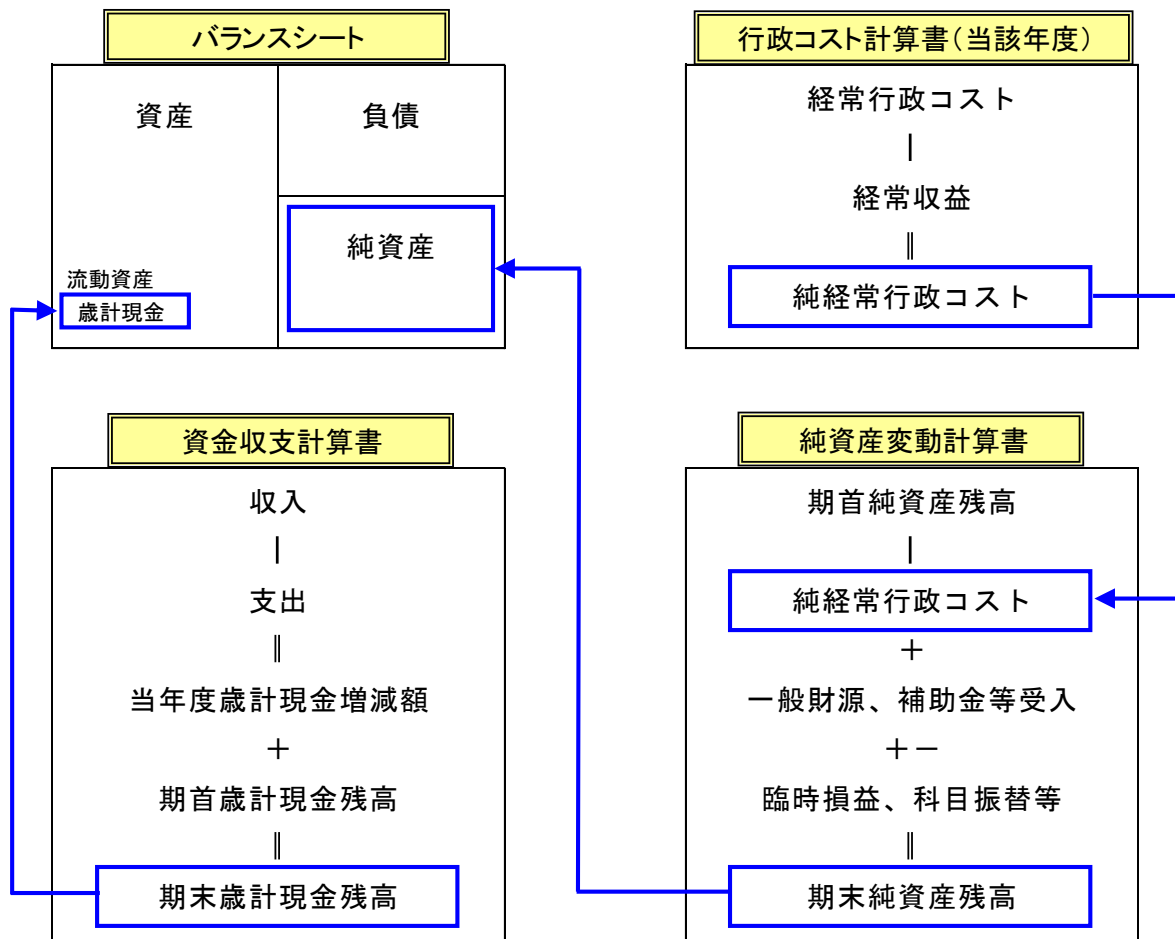 バランスシート
資産
負債
純資産
流動資産
歳計現金
行政コスト計算書（当該年度）
経常行政コスト
｜
経常収益
∥
純経常行政コスト
資金収支計算書
収入
｜
支出
∥
当年度歳計現金増減額
＋
期首歳計現金残高
∥
期末歳計現金残高
純資産変動計算書
期首純資産残高
｜
純経常行政コスト
＋
一般財源、補助金等受入
＋－
臨時損益、科目振替等
∥
期末純資産残高